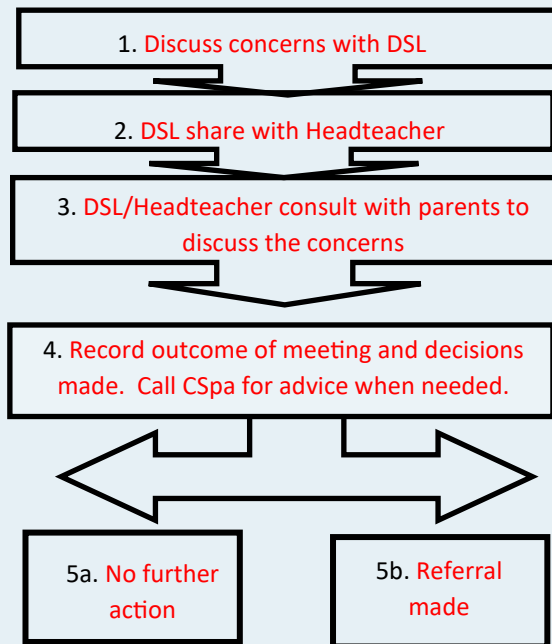 1. Discuss concerns with DSL
2. DSL share with Headteacher
3. DSL/Headteacher consult with parents to
discuss the concerns
4. Record outcome of meeting and decisions
made.  Call CSpa for advice when needed.
5a. No further
action
5b. Referral
made